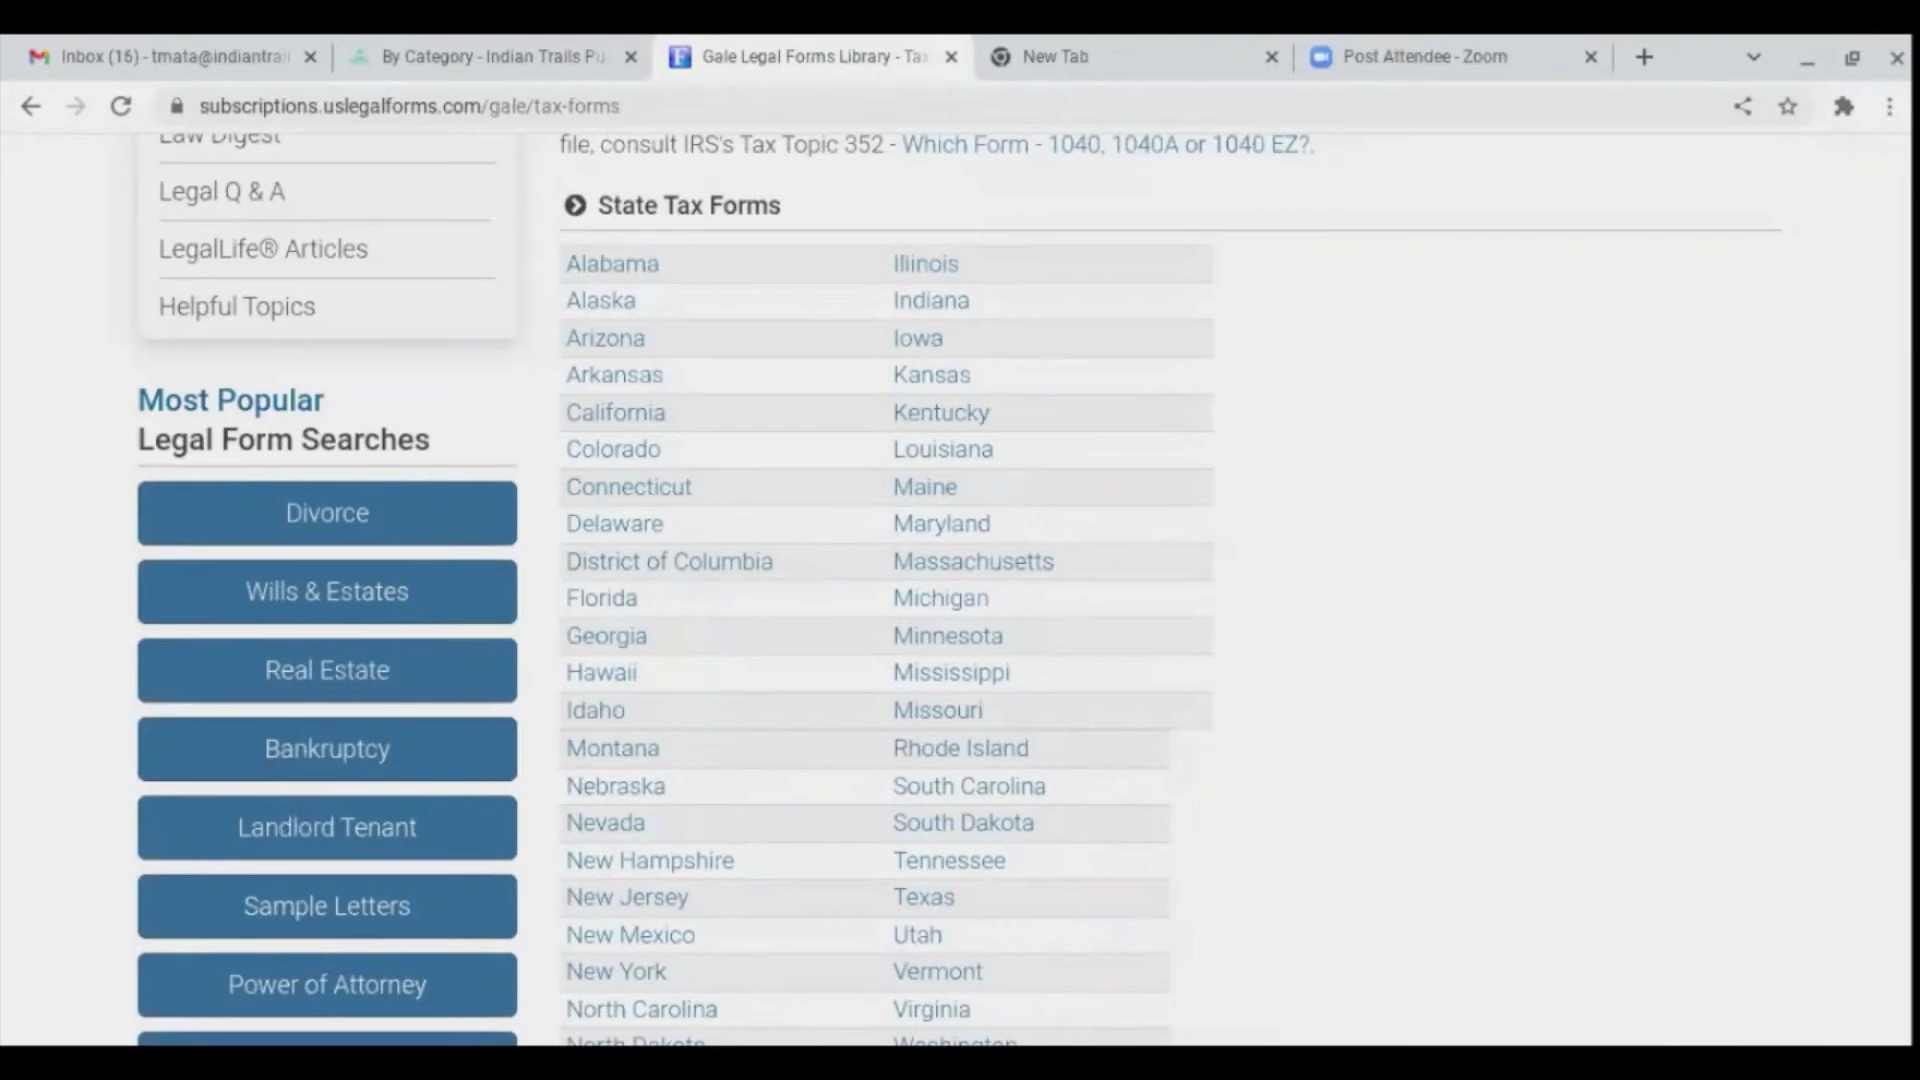 Inbox (16) - tmata@indiantrail
By Category - Indian Trails Pu
Gale Legal Forms Library - Tax
New Tab
Post Attendee - Zoom
subscriptions.uslegalforms.com/gale/tax-forms
Law Digest
Legal Q & A
LegalLife® Articles
Helpful Topics
Most Popular
Legal Form Searches
Divorce
Wills & Estates
Real Estate
Bankruptcy
Landlord Tenant
Sample Letters
Power of Attorney
file, consult IRS's Tax Topic 352 - Which Form - 1040, 1040A or 1040 EZ?.
State Tax Forms
Alabama Illinois
Alaska Indiana
Arizona Iowa
Arkansas Kansas
California Kentucky
Colorado Louisiana
Connecticut Maine
Delaware Maryland
District of Columbia Massachusetts
Florida Michigan
Georgia Minnesota
Hawaii Mississippi
Idaho Missouri
Montana Rhode Island
Nebraska South Carolina
Nevada South Dakota
New Hampshire Tennessee
New Jersey Texas
New Mexico Utah
New York Vermont
North Carolina Virginia
North Dakota Washington